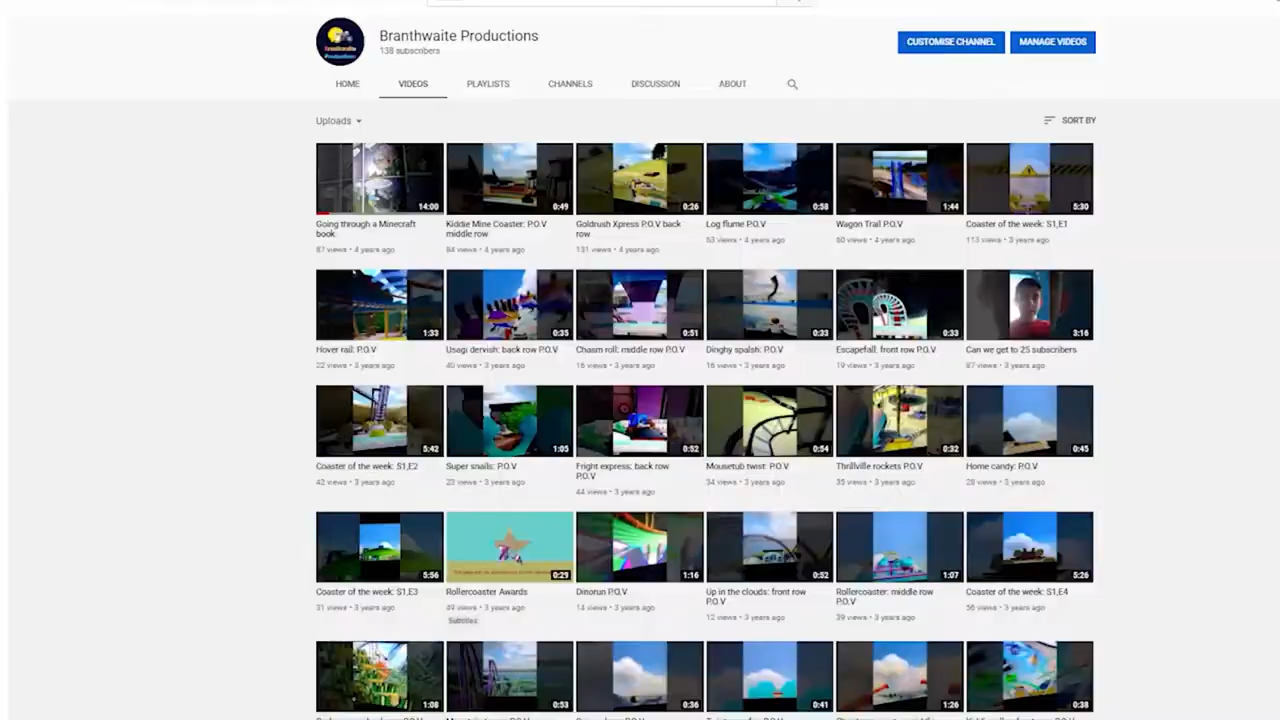 Branthwaite Productions
138 subscribers
CUSTOMISE CHANNEL
MANAGE VIDEOS
HOME
VIDEOS
PLAYLISTS
CHANNELS
DISCUSSION
ABOUT
Uploads
SORT BY
14:00
0:49
0:26
0:58
1:44
5:30
Going through a Minecraft
book
87 views • 4 years ago
Kiddie Mine Coaster: P.O.V
middle row
84 views • 4 years ago
Goldrush Xpress P.O.V back
row
131 views • 4 years ago
Log flume P.O.V
53 views • 4 years ago
Wagon Trail P.O.V
60 views • 4 years ago
Coaster of the week: S1,E1
113 views • 3 years ago
1:33
0:35
0:51
0:33
0:33
3:16
Hover rail: P.O.V
22 views • 3 years ago
Usagi dervish: back row P.O.V
40 views • 3 years ago
Chasm roll; middle row P.O.V
16 views • 3 years ago
Dinghy spalsh: P.O.V
16 views • 3 years ago
Escapefall: front row P.O.V
19 views • 3 years ago
Can we get to 25 subscribers
87 views • 3 years ago
5:42
1:05
0:52
0:54
0:32
0:45
Coaster of the week: S1,E2
42 views • 3 years ago
Super snails: P.O.V
23 views • 3 years ago
Fright express; back row
P.O.V
44 views • 3 years ago
Mousetub twist: P.O.V
34 views • 3 years ago
Thrillville rockets P.O.V
35 views • 3 years ago
Home candy: P.O.V
28 views • 3 years ago
5:56
0:29
1:16
0:52
1:07
5:26
Coaster of the week: S1,E3
31 views • 3 years ago
Rollercoaster Awards
49 views • 3 years ago
Subtitles
Dinorun P.O.V
14 views • 3 years ago
Up in the clouds: front row
P.O.V
12 views • 3 years ago
Rollercoaster: middle row
P.O.V
39 views • 3 years ago
Coaster of the week: S1,E4
56 views • 3 years ago
1:08
0:53
0:36
0:41
1:26
0:38